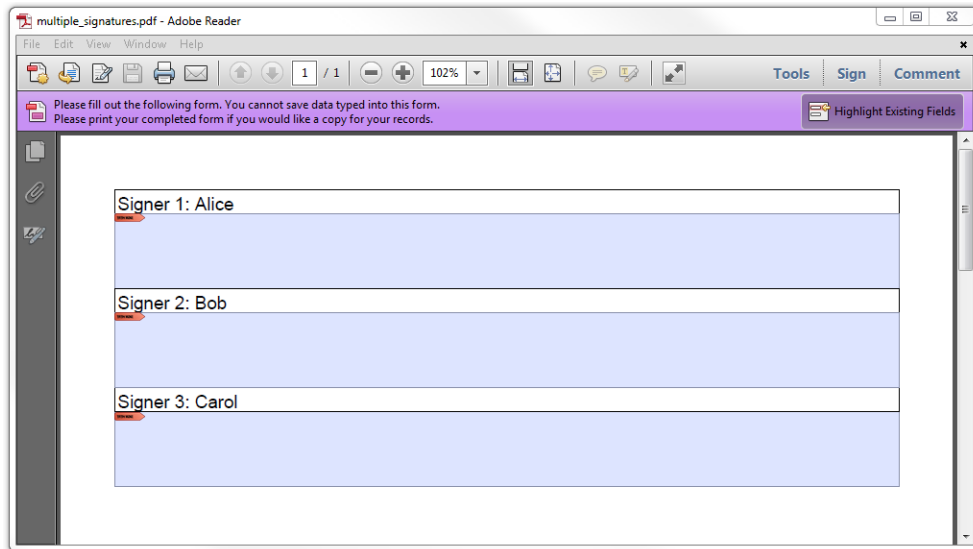 multiple_signatures.pdf - Adobe Reader
File Edit View Window Help
1 / 1 102% Tools Sign Comment
Please fill out the following form. You cannot save data typed into this form.
Please print your completed form if you would like a copy for your records.
Highlight Existing Fields
Signer 1: Alice
Signer 2: Bob
Signer 3: Carol